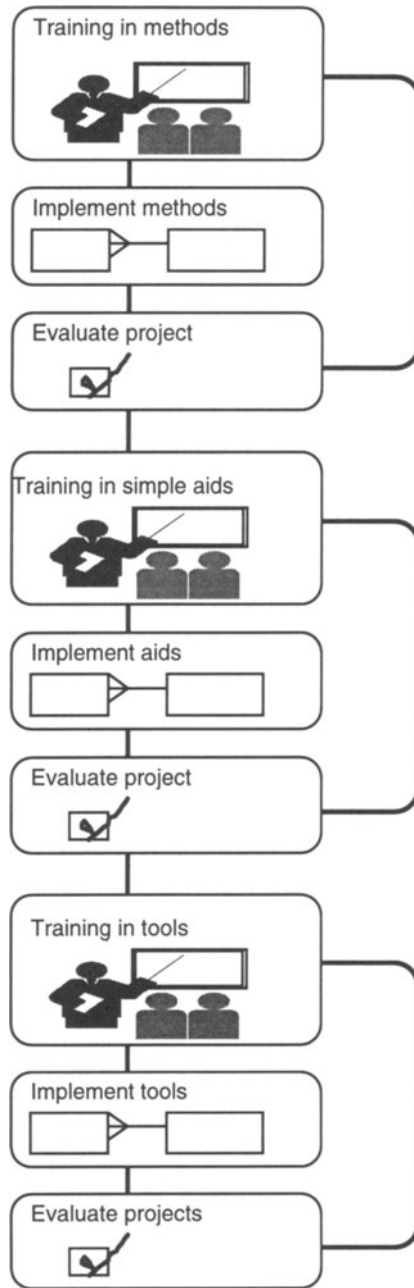 Training in methods
Implement methods
Evaluate project
Training in simple aids
Implement aids
Evaluate project
Training in tools
Implement tools
Evaluate projects